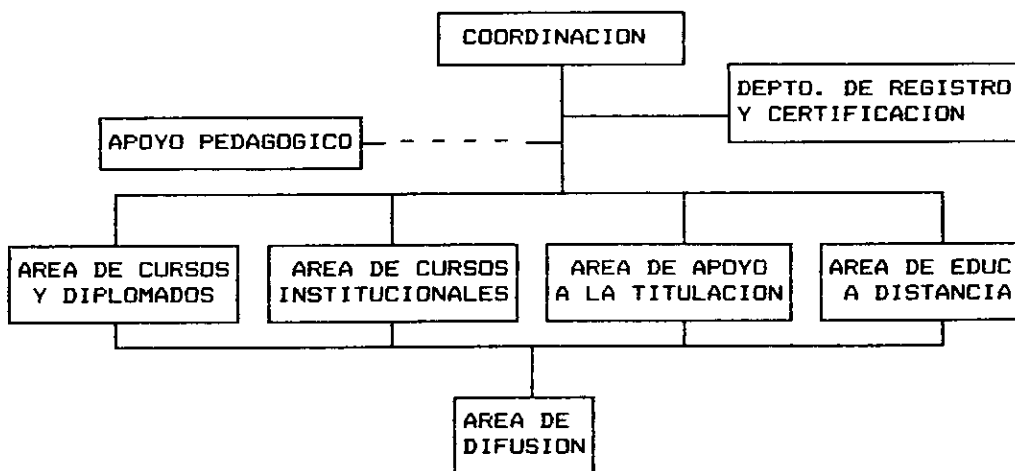 COORDINACION
DEPTO. DE REGISTRO
Y CERTIFICACION
APOYO PEDAGOGICO
AREA DE CURSOS
Y DIPLOMADOS
AREA DE CURSOS
INSTITUCIONALES
AREA DE APOYO
A LA TITULACION
AREA DE EDUC
A DISTANCIA
AREA DE
DIFUSION